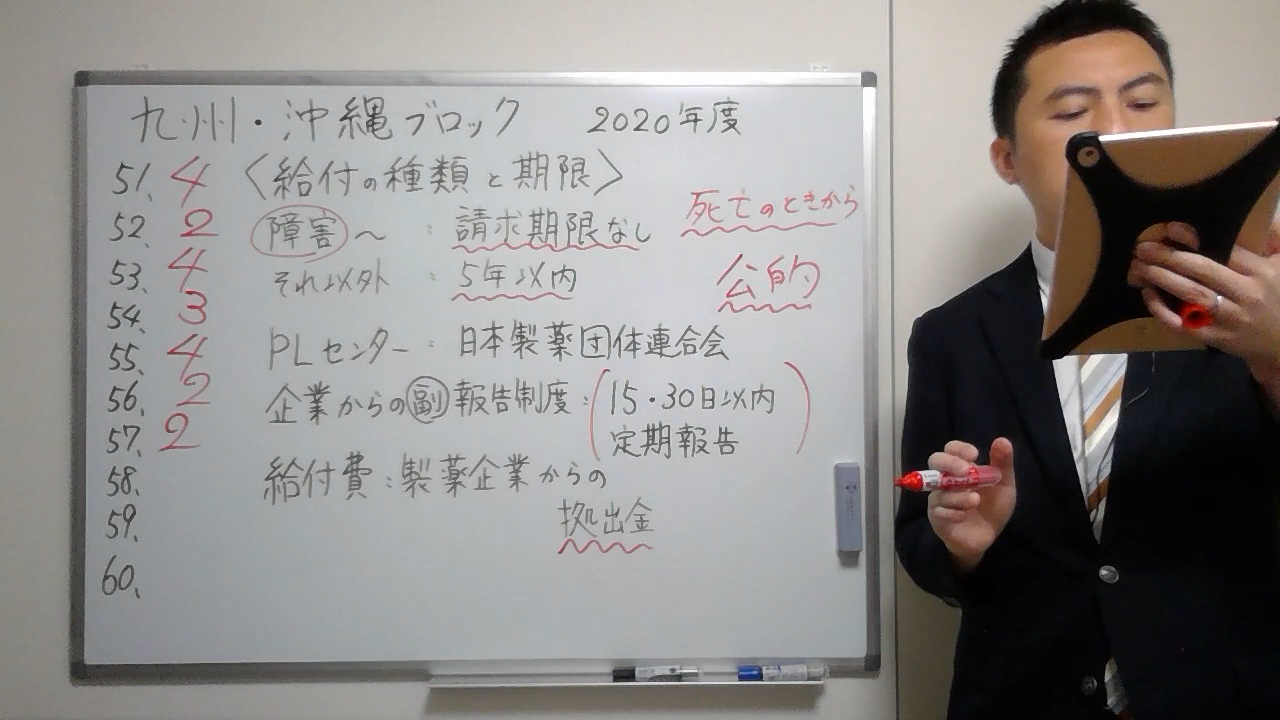 九州・沖縄ブロック 2020年度
51. 4 〈給付の種類と期限〉
死亡のときから
52. 2 障害〜 : 請求期限なし
53. 4 それ以外 : 5年以内 公的
54. 3
55. 4 PLセンター : 日本製薬団体連合会
56. 2 企業からの副報告制度 : (15・30日以内
57. 2 定期報告)
58. 給付費 : 製薬企業からの
59. 拠出金
60.